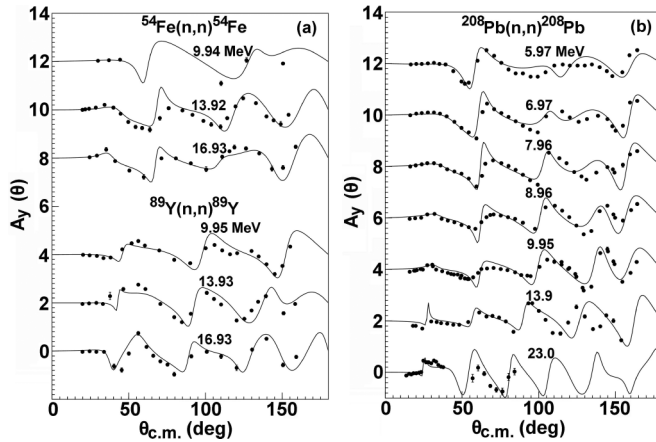 ⁵⁴Fe(n,n)⁵⁴Fe (a)
9.94 MeV
13.92
16.93
⁸⁹Y(n,n)⁸⁹Y
9.95 MeV
13.93
16.93
14
12
10
8
6
4
2
0
A_y (θ)
0 50 100 150
θ_c.m. (deg)
²⁰⁸Pb(n,n)²⁰⁸Pb (b)
5.97 MeV
6.97
7.96
8.96
9.95
13.9
23.0
14
12
10
8
6
4
2
0
A_y (θ)
0 50 100 150
θ_c.m. (deg)